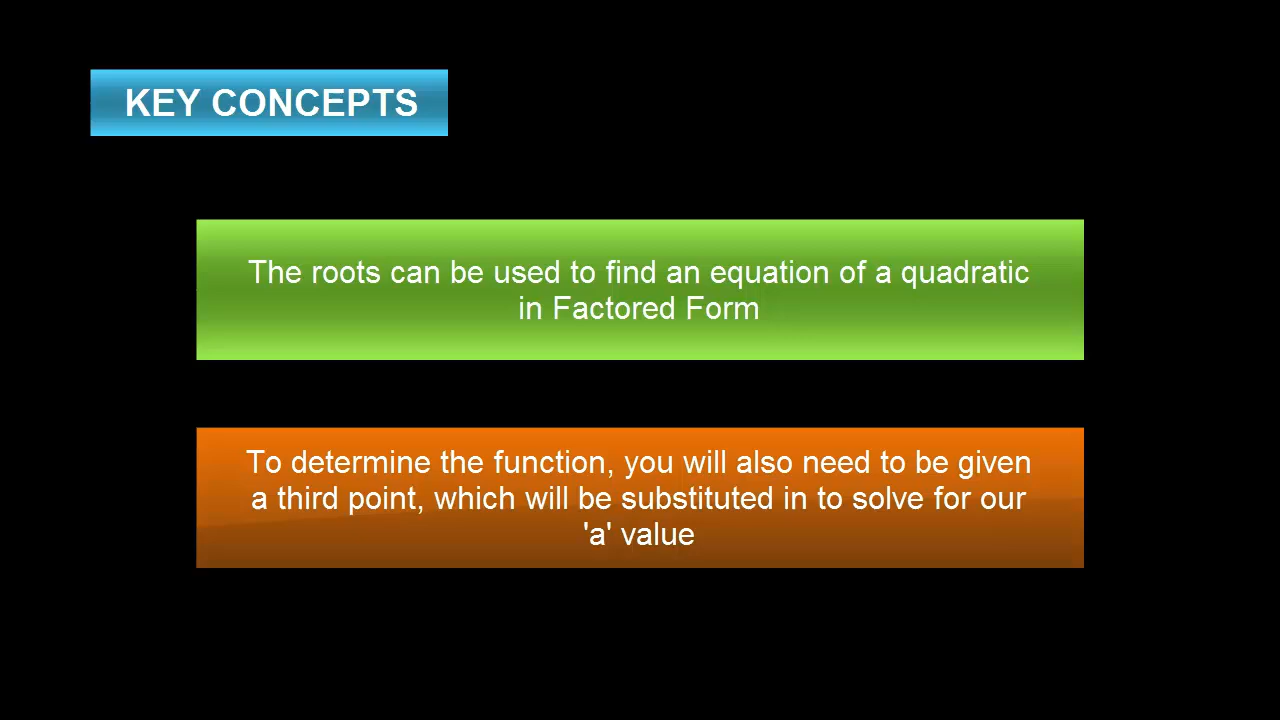 KEY CONCEPTS
The roots can be used to find an equation of a quadratic
in Factored Form
To determine the function, you will also need to be given
a third point, which will be substituted in to solve for our
'a' value